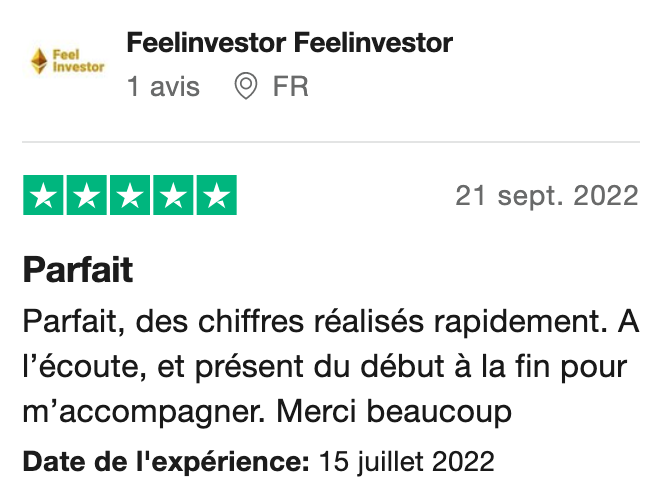 Feel
Investor
Feelinvestor Feelinvestor
1 avis FR
21 sept. 2022
Parfait
Parfait, des chiffres réalisés rapidement. A
l’écoute, et présent du début à la fin pour
m’accompagner. Merci beaucoup
Date de l'expérience: 15 juillet 2022